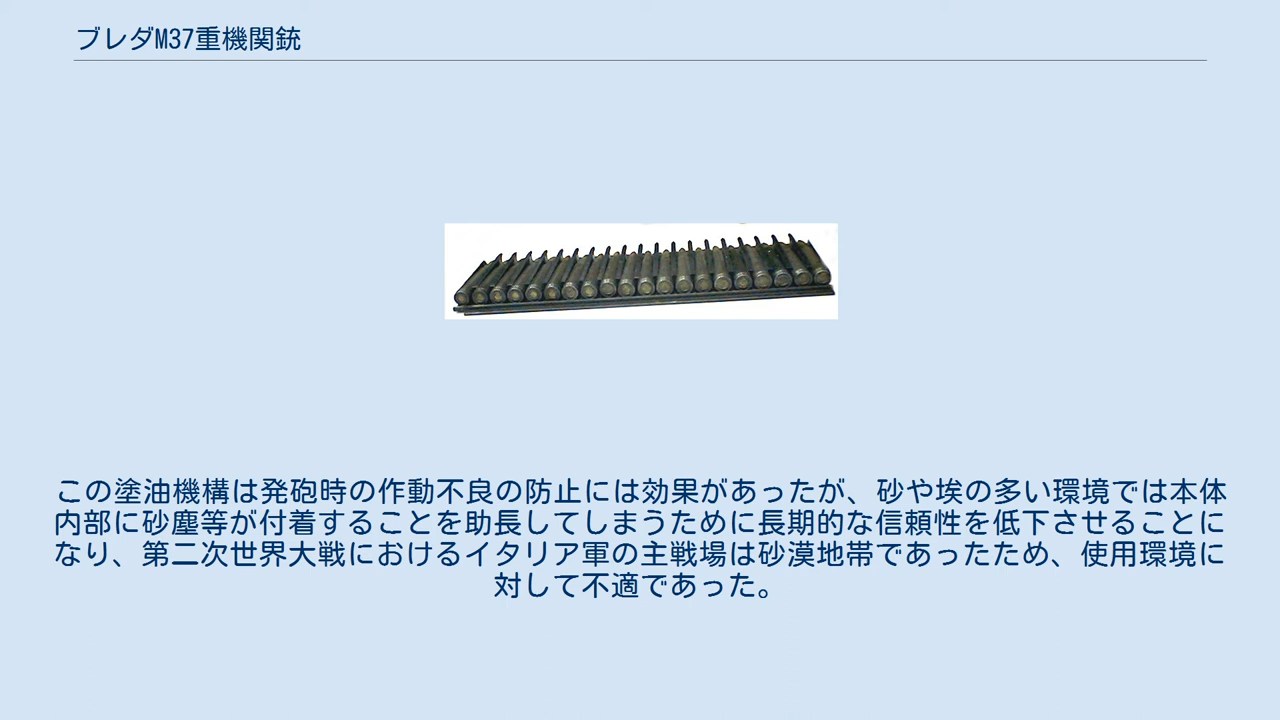 ブレダM37重機関銃
この塗油機構は発砲時の作動不良の防止には効果があったが、砂や埃の多い環境では本体
内部に砂塵等が付着することを助長してしまうために長期的な信頼性を低下させることに
なり、第二次世界大戦におけるイタリア軍の主戦場は砂漠地帯であったため、使用環境に
対して不適であった。